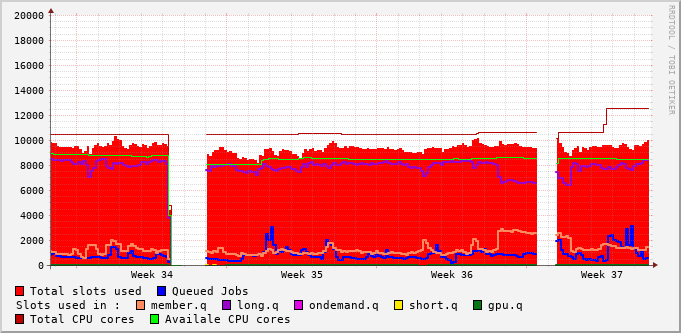 20000
18000
16000
14000
12000
10000
8000
6000
4000
2000
0
Week 34 Week 35 Week 36 Week 37
RRDTOOL / TOBI OETIKER
Total slots used Queued Jobs
Slots used in : member.q long.q ondemand.q short.q gpu.q
Total CPU cores Availale CPU cores